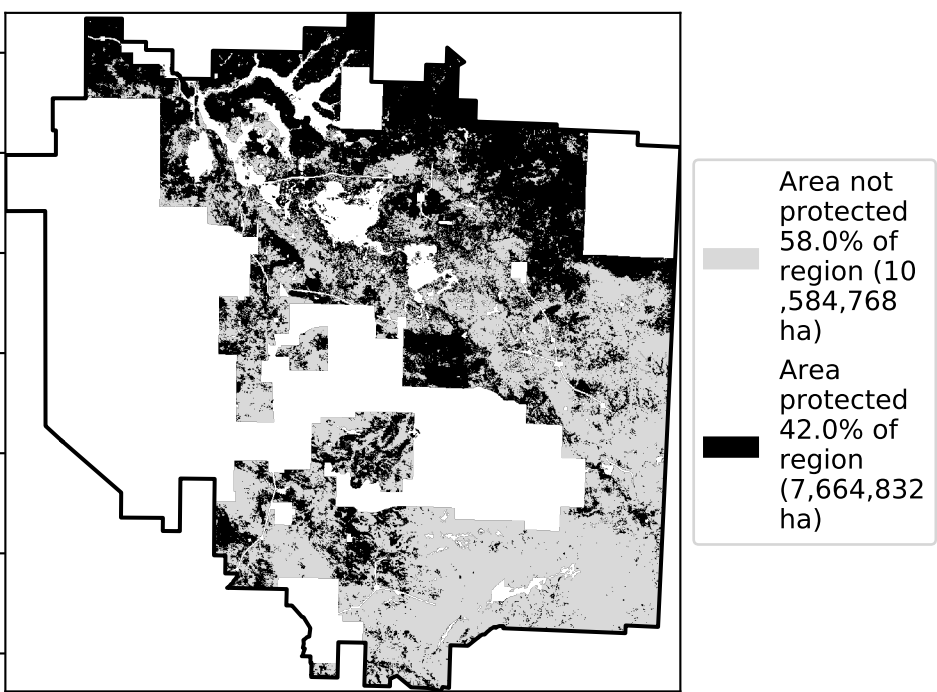 Area not
protected
58.0% of
region (10
,584,768
ha)
Area
protected
42.0% of
region
(7,664,832
ha)